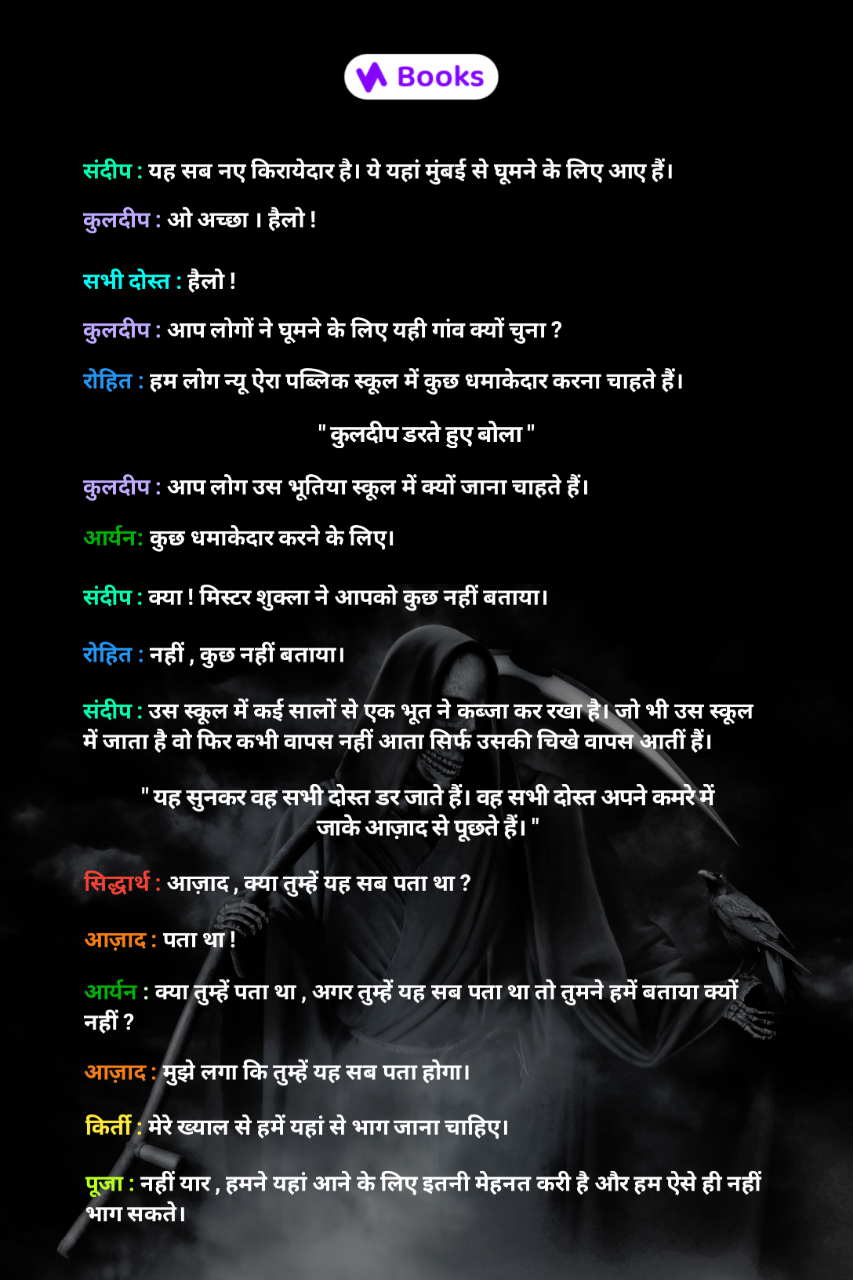 Books
संदीप : यह सब नए किरायेदार है। ये यहां मुंबई से घूमने के लिए आए हैं।
कुलदीप : ओ अच्छा । हैलो !
सभी दोस्त : हैलो !
कुलदीप : आप लोगों ने घूमने के लिए यही गांव क्यों चुना ?
रोहित : हम लोग न्यू ऐरा पब्लिक स्कूल में कुछ धमाकेदार करना चाहते हैं।
" कुलदीप डरते हुए बोला "
कुलदीप : आप लोग उस भूतिया स्कूल में क्यों जाना चाहते हैं।
आर्यन: कुछ धमाकेदार करने के लिए।
संदीप : क्या ! मिस्टर शुक्ला ने आपको कुछ नहीं बताया।
रोहित : नहीं , कुछ नहीं बताया।
संदीप : उस स्कूल में कई सालों से एक भूत ने कब्जा कर रखा है। जो भी उस स्कूल
में जाता है वो फिर कभी वापस नहीं आता सिर्फ उसकी चिखे वापस आतीं हैं।
" यह सुनकर वह सभी दोस्त डर जाते हैं। वह सभी दोस्त अपने कमरे में
जाके आज़ाद से पूछते हैं। "
सिद्धार्थ : आज़ाद , क्या तुम्हें यह सब पता था ?
आज़ाद : पता था !
आर्यन : क्या तुम्हें पता था , अगर तुम्हें यह सब पता था तो तुमने हमें बताया क्यों
नहीं ?
आज़ाद : मुझे लगा कि तुम्हें यह सब पता होगा।
किर्ती : मेरे ख्याल से हमें यहां से भाग जाना चाहिए।
पूजा : नहीं यार , हमने यहां आने के लिए इतनी मेहनत करी है और हम ऐसे ही नहीं
भाग सकते।